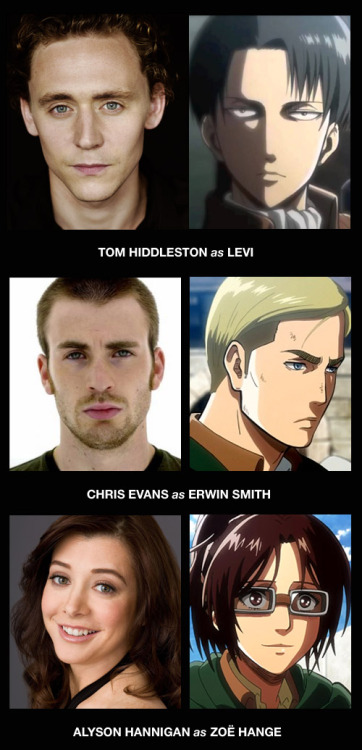 TOM HIDDLESTON as LEVI
CHRIS EVANS as ERWIN SMITH
ALYSON HANNIGAN as ZOË HANGE